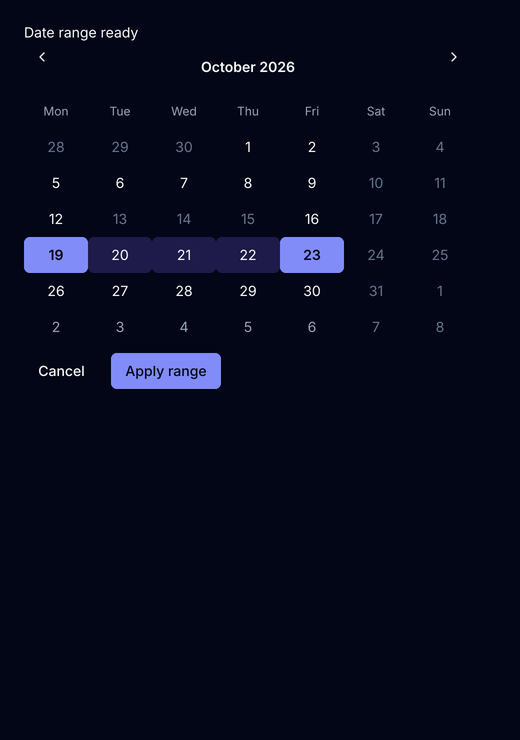 Date range ready
October 2026
Mon Tue Wed Thu Fri Sat Sun
28 29 30 1 2 3 4
5 6 7 8 9 10 11
12 13 14 15 16 17 18
19 20 21 22 23 24 25
26 27 28 29 30 31 1
2 3 4 5 6 7 8
Cancel Apply range